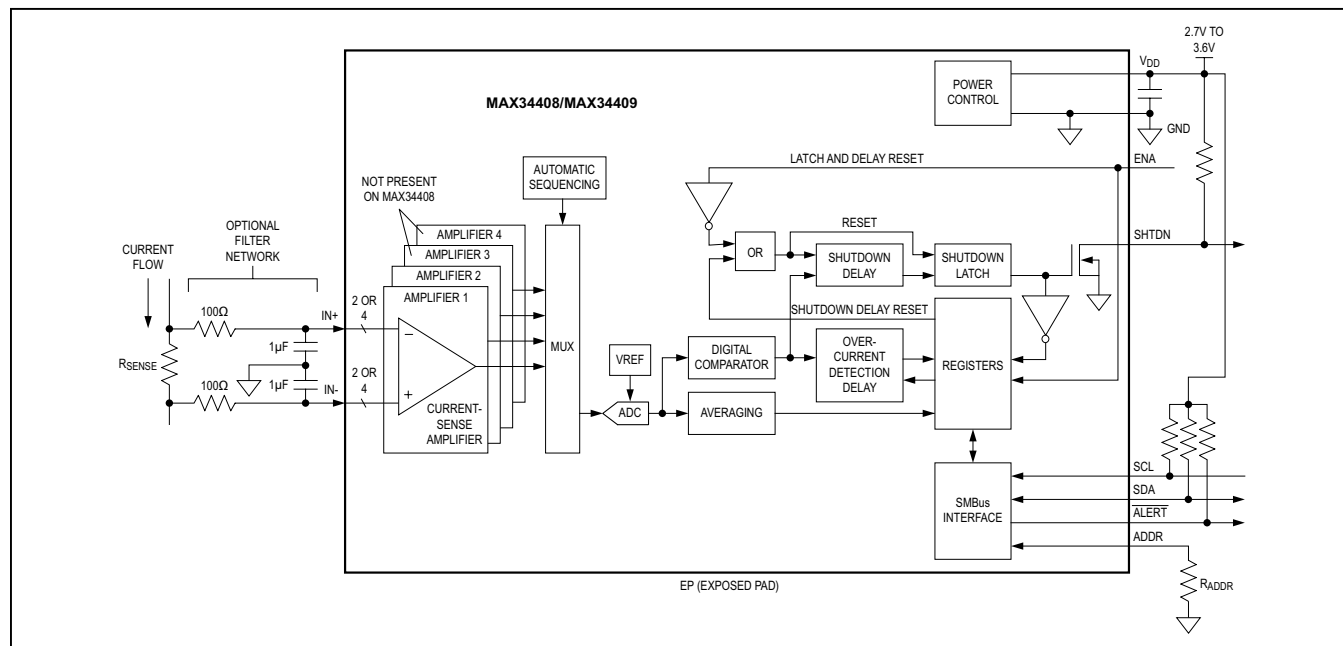 2.7V TO
3.6V
VDD
POWER
CONTROL
MAX34408/MAX34409
GND
LATCH AND DELAY RESET
ENA
AUTOMATIC
SEQUENCING
NOT PRESENT
ON MAX34408
OPTIONAL
FILTER
NETWORK
CURRENT
FLOW
AMPLIFIER 4
AMPLIFIER 3
AMPLIFIER 2
AMPLIFIER 1
RESET
OR
SHUTDOWN
DELAY
SHUTDOWN
LATCH
SHTDN
100Ω
IN+
2 OR
4
−
1µF
RSENSE
1µF
100Ω
IN-
2 OR
4
+
CURRENT-
SENSE
AMPLIFIER
MUX
SHUTDOWN DELAY RESET
VREF
ADC
DIGITAL
COMPARATOR
OVER-
CURRENT
DETECTION
DELAY
REGISTERS
AVERAGING
SMBus
INTERFACE
SCL
SDA
ALERT
ADDR
RADDR
EP (EXPOSED PAD)